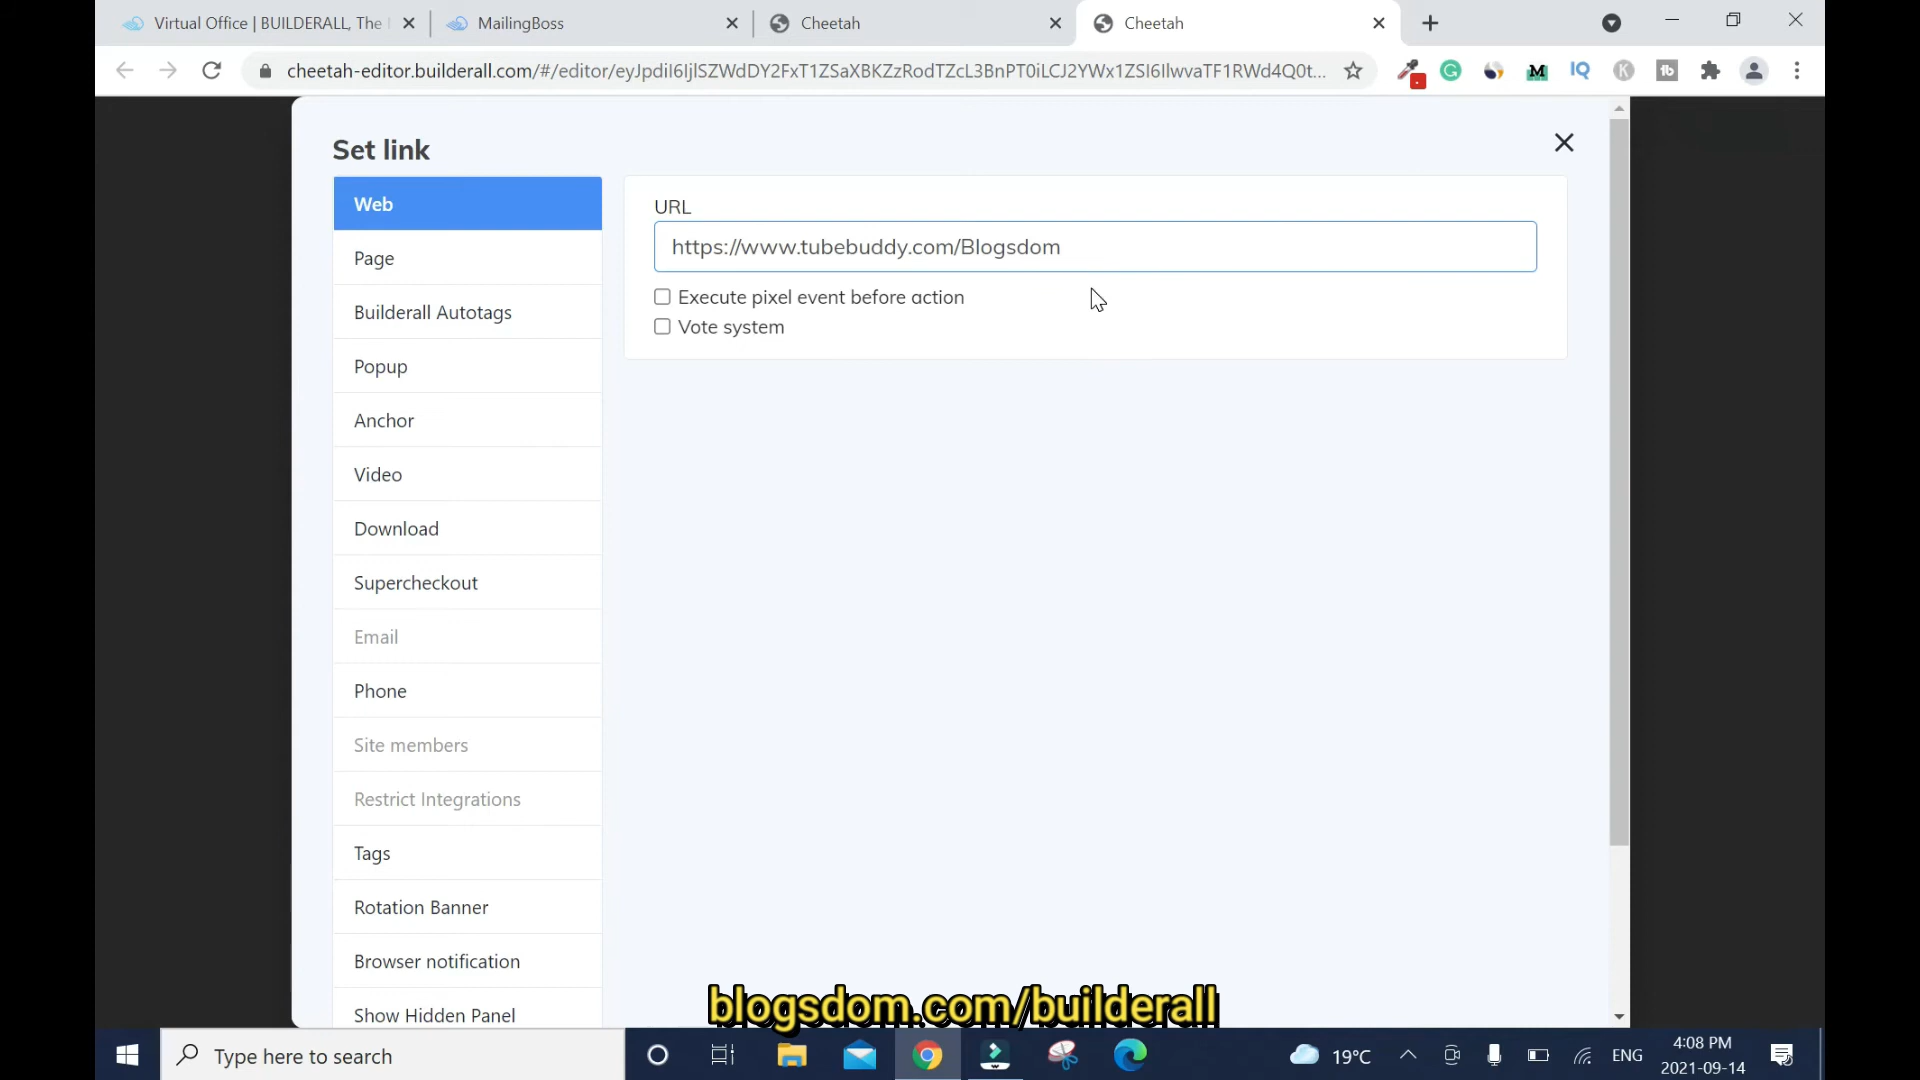 Virtual Office | BUILDERALL, The
MailingBoss
Cheetah
Cheetah
cheetah-editor.builderall.com/#/editor/eyJpdiI6IjlSZWdDY2FxT1ZSaXBKZzRodTZcL3BnPT0iLCJ2YWx1ZSI6IlwvaTF1RWd4Q0t...
Set link
Web
Page
Builderall Autotags
Popup
Anchor
Video
Download
Supercheckout
Email
Phone
Site members
Restrict Integrations
Tags
Rotation Banner
Browser notification
Show Hidden Panel
URL
https://www.tubebuddy.com/Blogsdom
Execute pixel event before action
Vote system
blogsdom.com/builderall
Type here to search
19°C
ENG
4:08 PM
2021-09-14